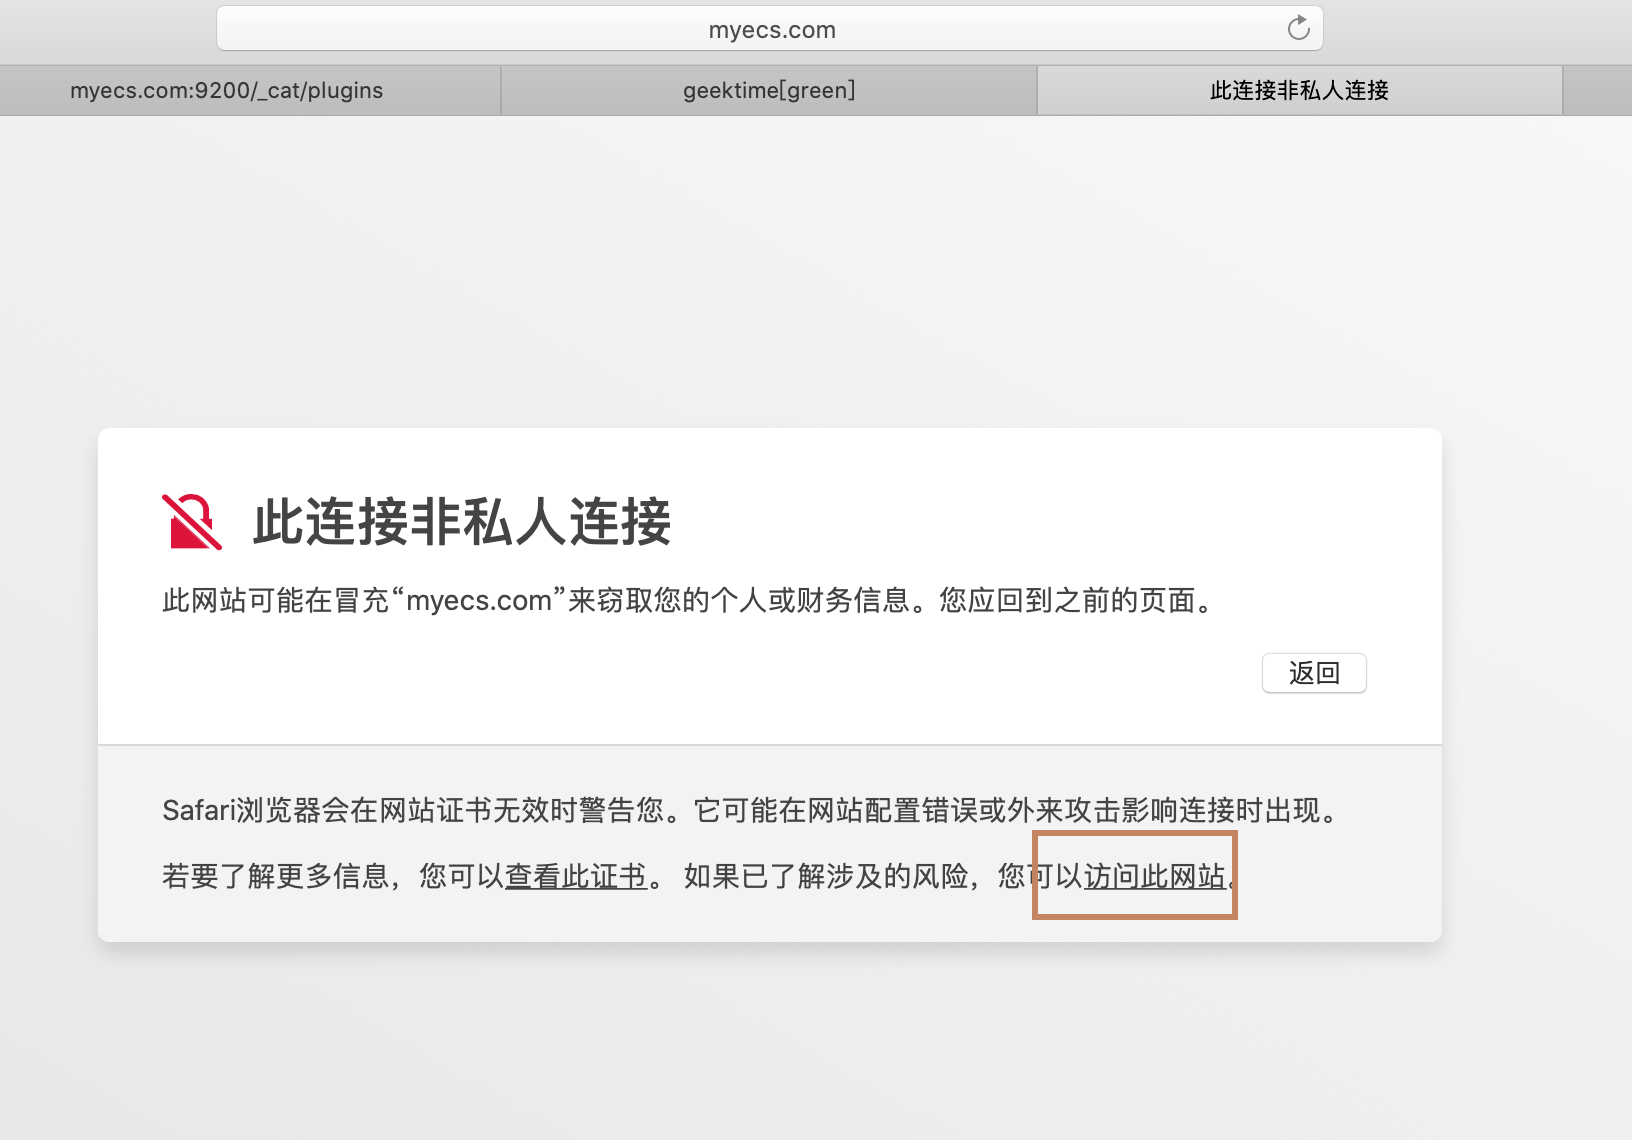 myecs.com
myecs.com:9200/_cat/plugins
geektime[green]
此连接非私人连接
此连接非私人连接
此网站可能在冒充“myecs.com”来窃取您的个人或财务信息。您应回到之前的页面。
返回
Safari浏览器会在网站证书无效时警告您。它可能在网站配置错误或外来攻击影响连接时出现。
若要了解更多信息，您可以查看此证书。 如果已了解涉及的风险，您可以访问此网站。